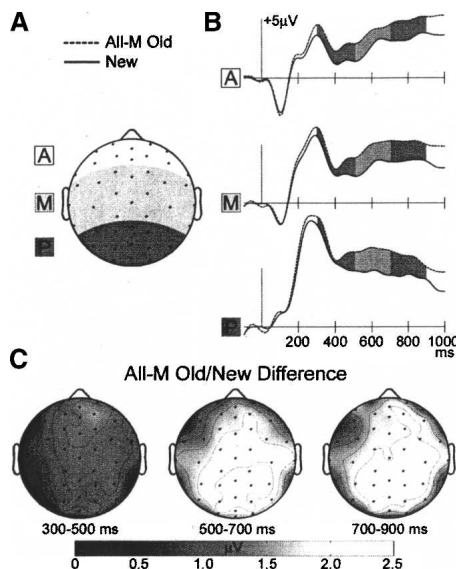 A
All-M Old
New
A
M
P
B
+5μV
A
M
P
200 400 600 800 1000
ms
C
All-M Old/New Difference
300-500 ms
500-700 ms
700-900 ms
μV
0 0.5 1.0 1.5 2.0 2.5